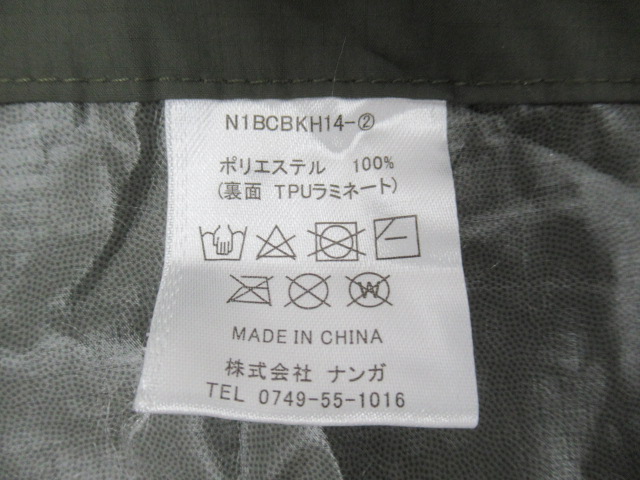 N1BCBKH14-②
ポリエステル 100%
(裏面 TPUラミネート)
MADE IN CHINA
株式会社 ナンガ
TEL 0749-55-1016